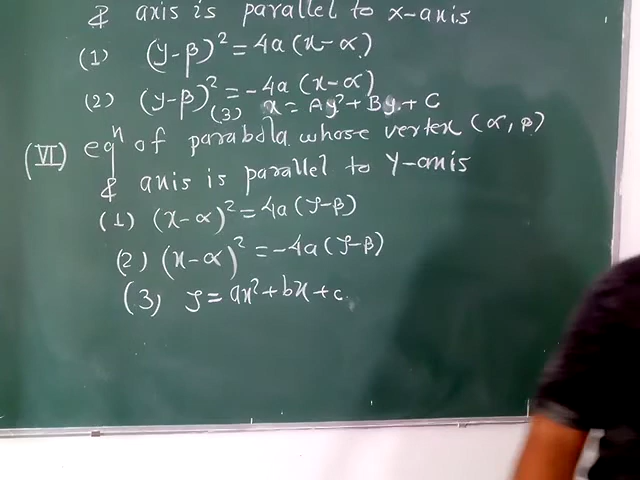 & axis is parallel to x-axis
(1) (y-β)² = 4a(x-α)
(2) (y-β)² = -4a(x-α)
(3) x = Ay² + By + C
(VI) eqⁿ of parabola whose vertex (α, β)
& axis is parallel to Y-axis
(1) (x-α)² = 4a(y-β)
(2) (x-α)² = -4a(y-β)
(3) y = ax² + bx + c